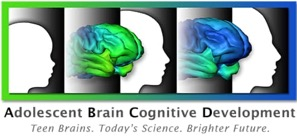 Adolescent Brain Cognitive Development
Teen Brains. Today's Science. Brighter Future.